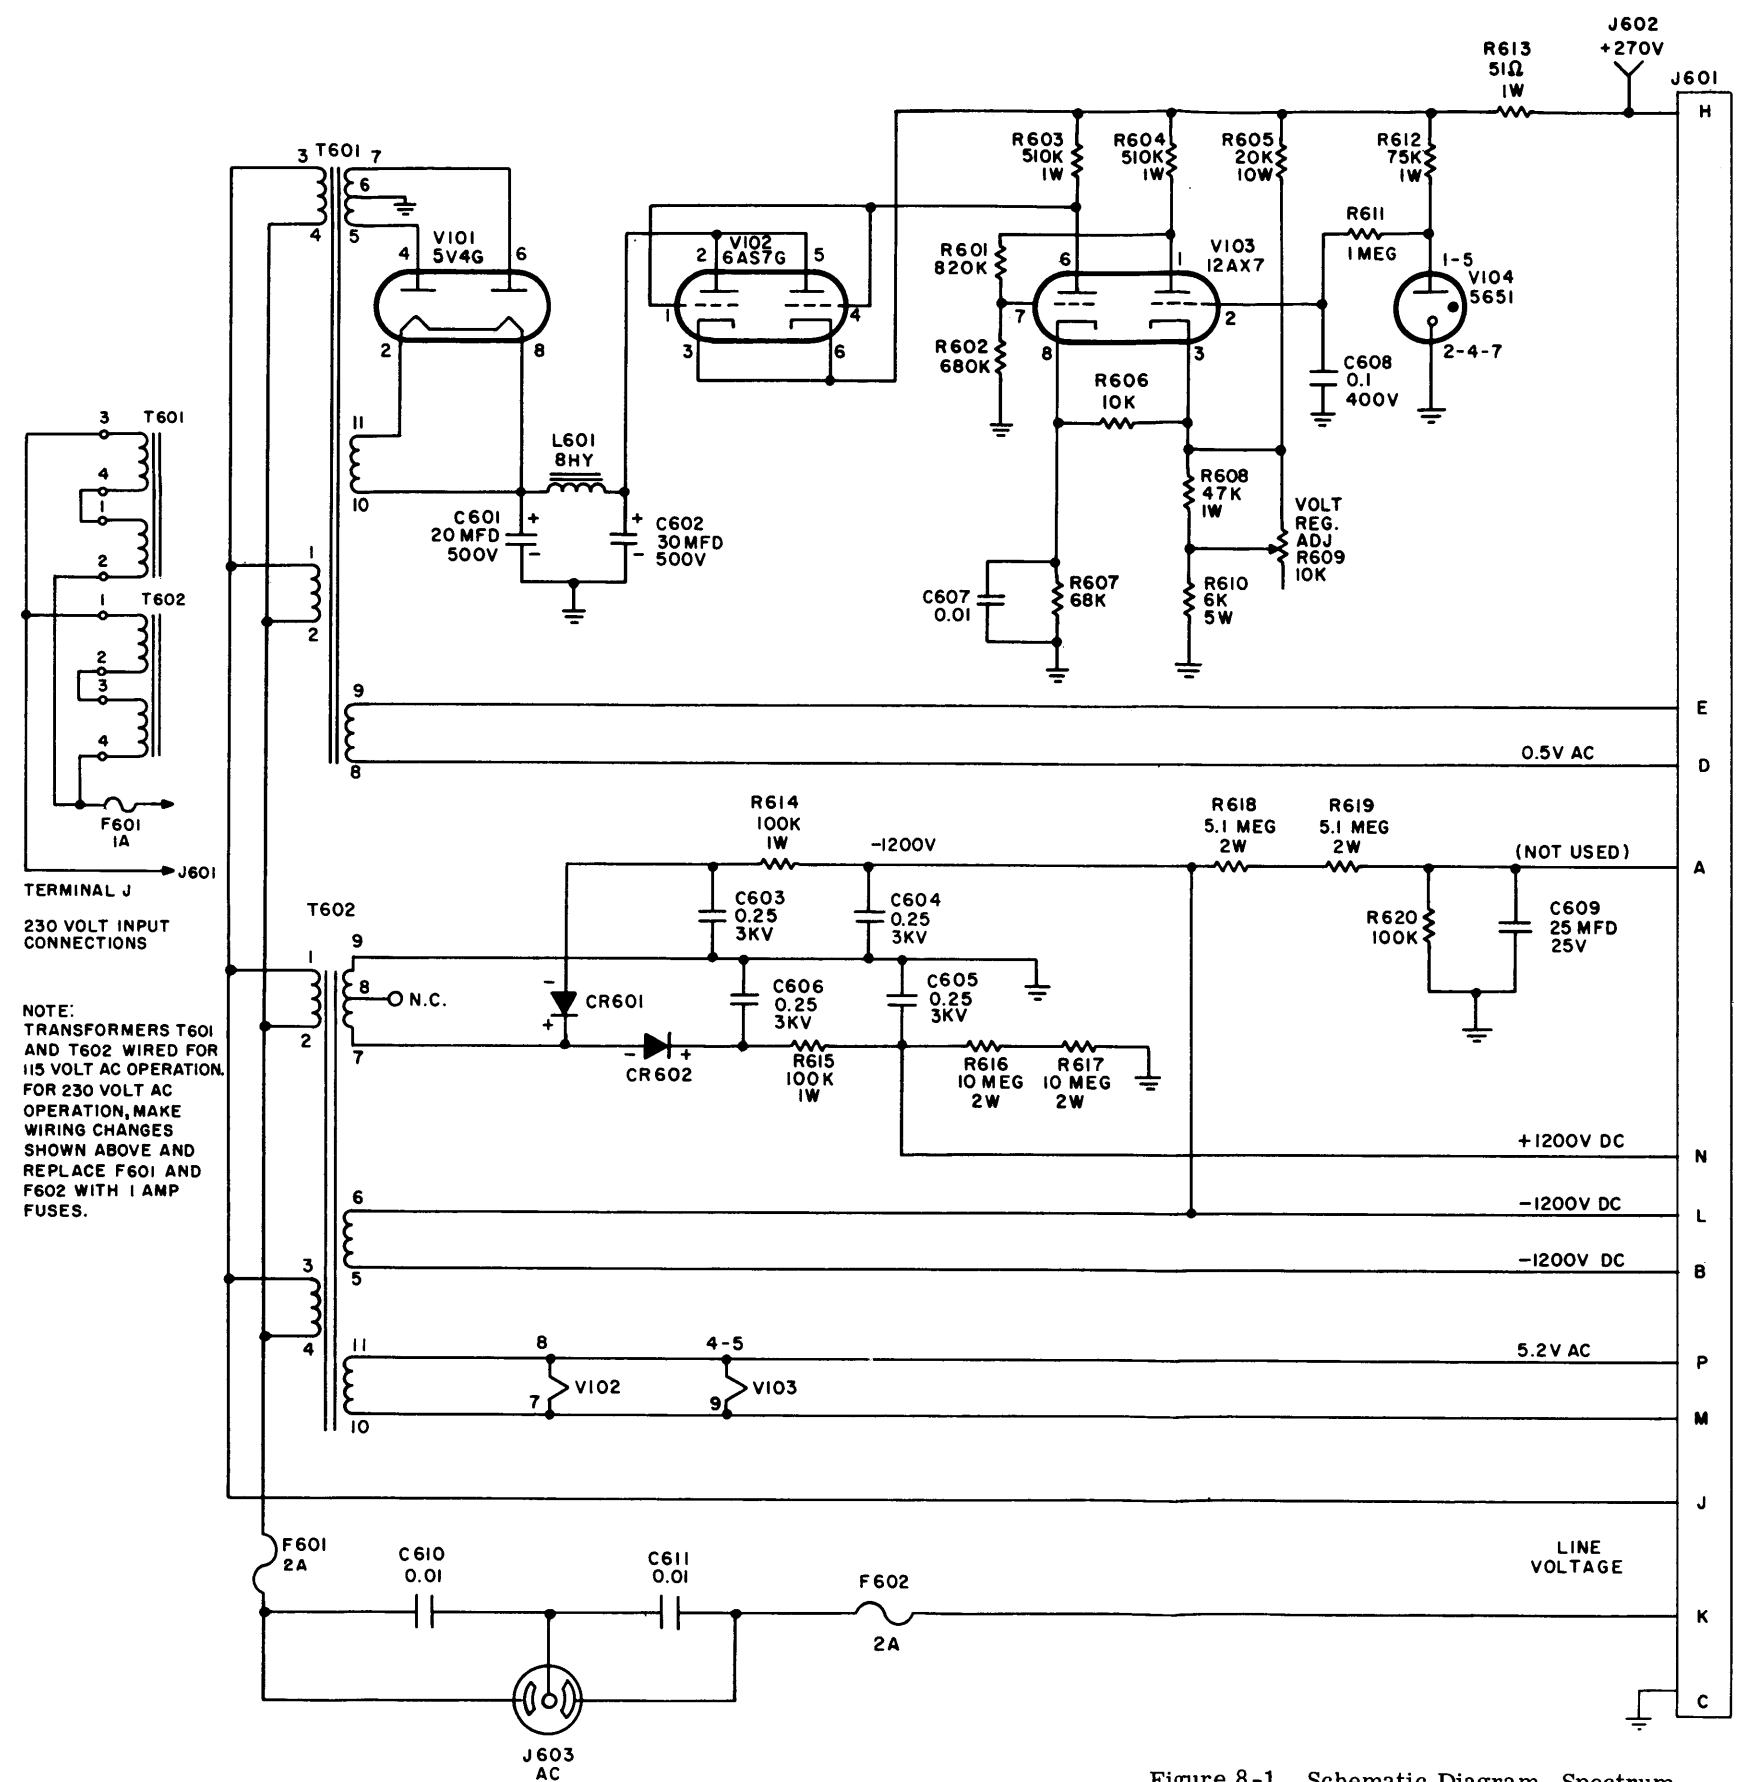 J602
+270V
R613
51Ω
1W
J601
H
3 T601 7
6
4
5
R603
510K
1W
R604
510K
1W
R605
20K
10W
R612
75K
1W
R611
1MEG
V101
5V4G
4
6
2
8
V102
6AS7G
2
5
1
4
3
6
R601
820K
R602
680K
V103
12AX7
6
1
7
2
8
3
1-5
V104
5651
2-4-7
C608
0.1
400V
R606
10K
11
10
L601
8HY
C601
20MFD
500V
+
-
+
-
C602
30MFD
500V
R608
47K
1W
VOLT
REG.
ADJ
R609
10K
C607
0.01
R607
68K
R610
6K
5W
1
2
3
T601
4
1
2
1
T602
2
3
4
F601
1A
J601
TERMINAL J
230 VOLT INPUT
CONNECTIONS
9
E
8
0.5V AC
D
R614
100K
1W
-1200V
R618
5.1 MEG
2W
R619
5.1 MEG
2W
(NOT USED)
A
C603
0.25
3KV
C604
0.25
3KV
R620
100K
C609
25MFD
25V
T602
1
9
8
N.C.
2
7
-
CR601
+
C606
0.25
3KV
C605
0.25
3KV
-
+
CR602
R615
100K
1W
R616
10 MEG
2W
R617
10 MEG
2W
NOTE:
TRANSFORMERS T601
AND T602 WIRED FOR
115 VOLT AC OPERATION.
FOR 230 VOLT AC
OPERATION, MAKE
WIRING CHANGES
SHOWN ABOVE AND
REPLACE F601 AND
F602 WITH 1 AMP
FUSES.
+1200V DC
N
6
-1200V DC
L
3
5
-1200V DC
B
4
11
8
4-5
5.2V AC
P
V102
V103
7
9
10
M
J
F601
2A
C610
0.01
C611
0.01
F602
2A
LINE
VOLTAGE
K
C
J603
AC
Figure 8-1. Schematic Diagram, Spectrum